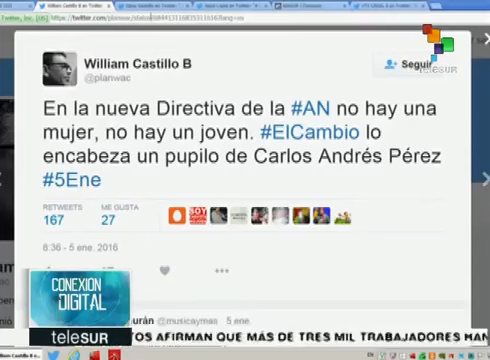 William Castillo B
@planwac
Seguir
teleSUR
En la nueva Directiva de la #AN no hay una
mujer, no hay un joven. #ElCambio lo
encabeza un pupilo de Carlos Andrés Pérez
#5Ene
RETWEETS ME GUSTA
167 27
8:36 - 5 ene. 2016
CONEXION
DIGITAL
@musicaymas 5 ene.
teleSUR
TOS AFIRMAN QUE MÁS DE TRES MIL TRABAJADORES HAN